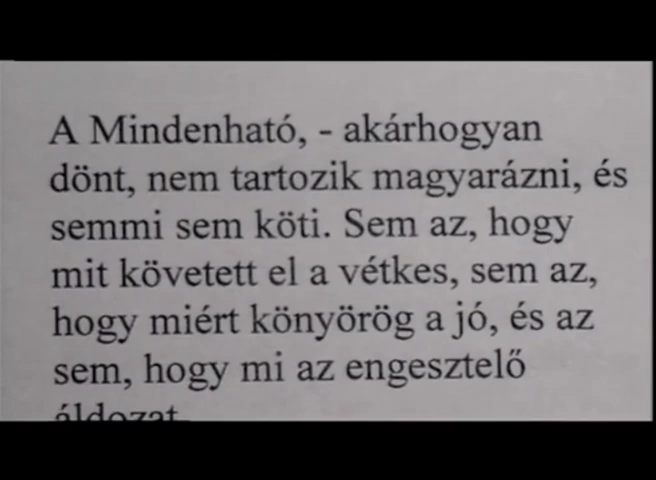 A Mindenható, - akárhogyan
dönt, nem tartozik magyarázni, és
semmi sem köti. Sem az, hogy
mit követett el a vétkes, sem az,
hogy miért könyörög a jó, és az
sem, hogy mi az engesztelő
áldozat.